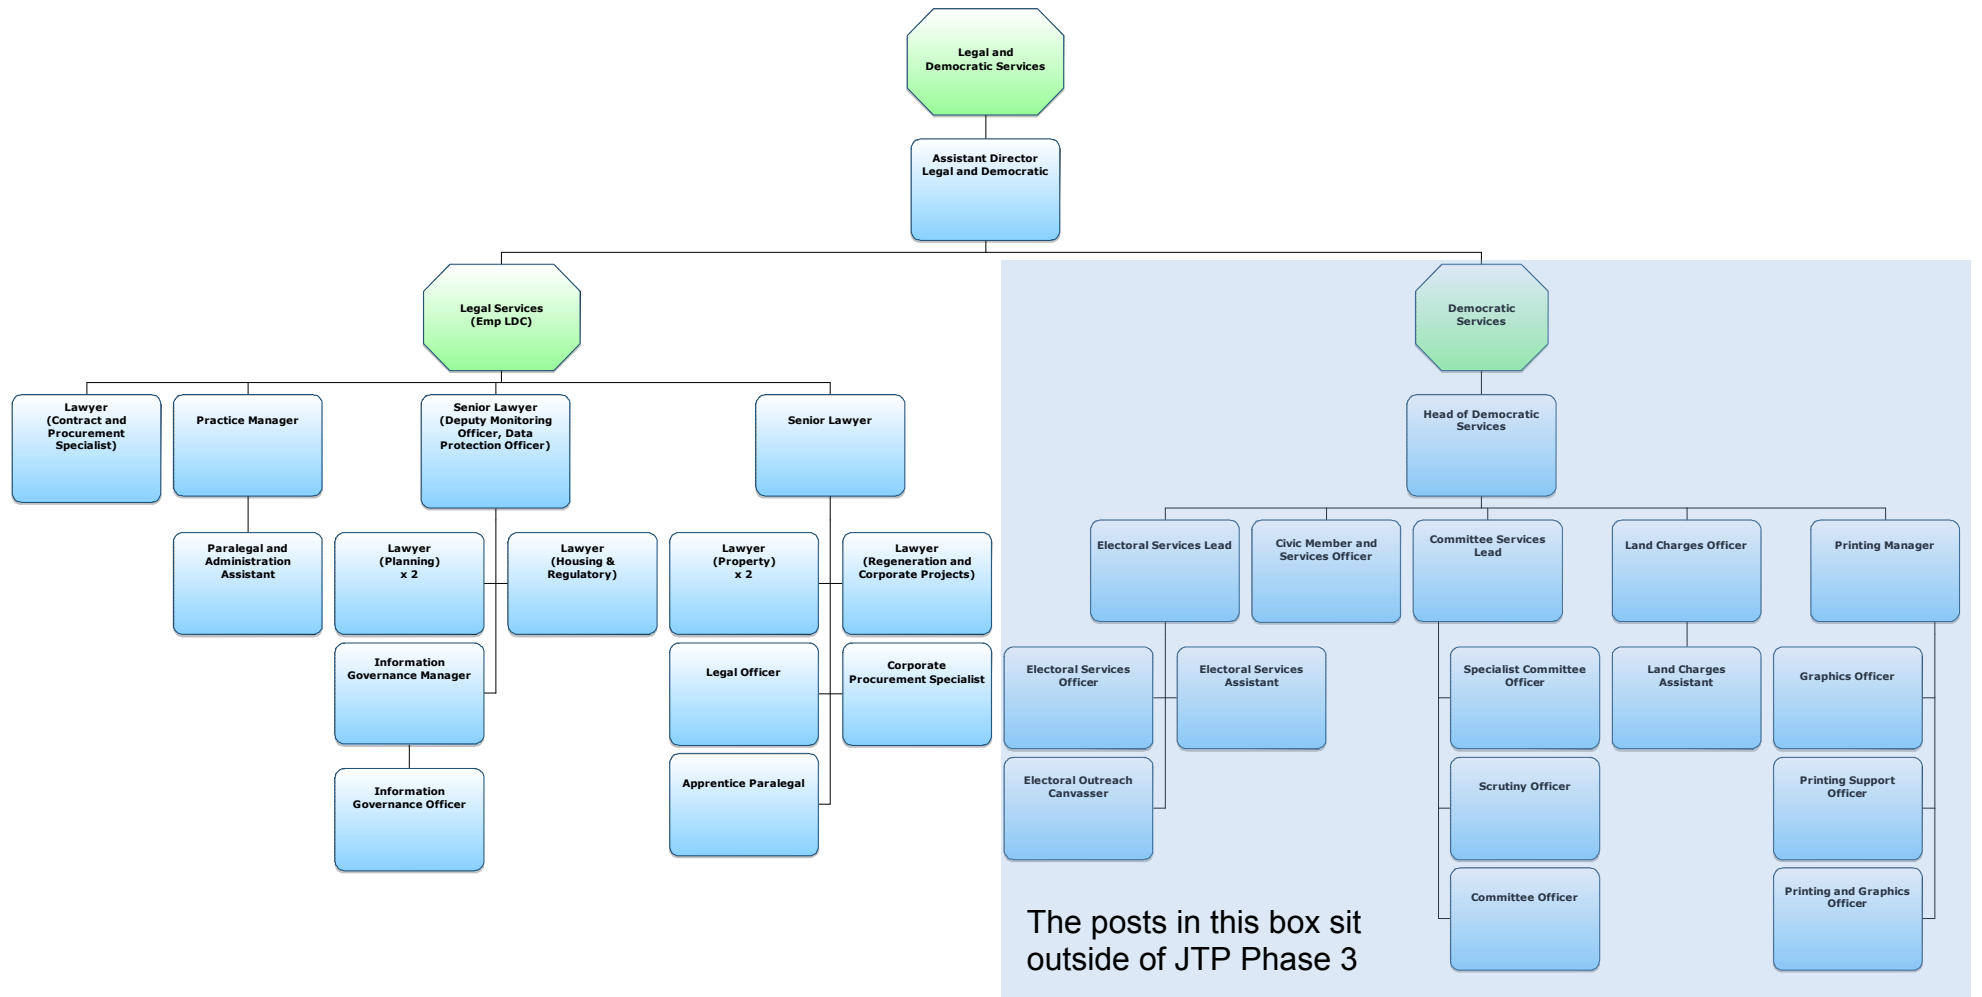 Legal and
Democratic Services
Assistant Director
Legal and Democratic
Legal Services
(Emp LDC)
Democratic
Services
Lawyer
(Contract and
Procurement
Specialist)
Practice Manager
Senior Lawyer
(Deputy Monitoring
Officer, Data
Protection Officer)
Senior Lawyer
Head of Democratic
Services
Paralegal and
Administration
Assistant
Lawyer
(Planning)
x 2
Lawyer
(Housing &
Regulatory)
Lawyer
(Property)
x 2
Lawyer
(Regeneration and
Corporate Projects)
Electoral Services Lead
Civic Member and
Services Officer
Committee Services
Lead
Land Charges Officer
Printing Manager
Information
Governance Manager
Legal Officer
Corporate
Procurement Specialist
Electoral Services
Officer
Electoral Services
Assistant
Specialist Committee
Officer
Land Charges
Assistant
Graphics Officer
Information
Governance Officer
Apprentice Paralegal
Electoral Outreach
Canvasser
Scrutiny Officer
Printing Support
Officer
Committee Officer
Printing and Graphics
Officer
The posts in this box sit
outside of JTP Phase 3